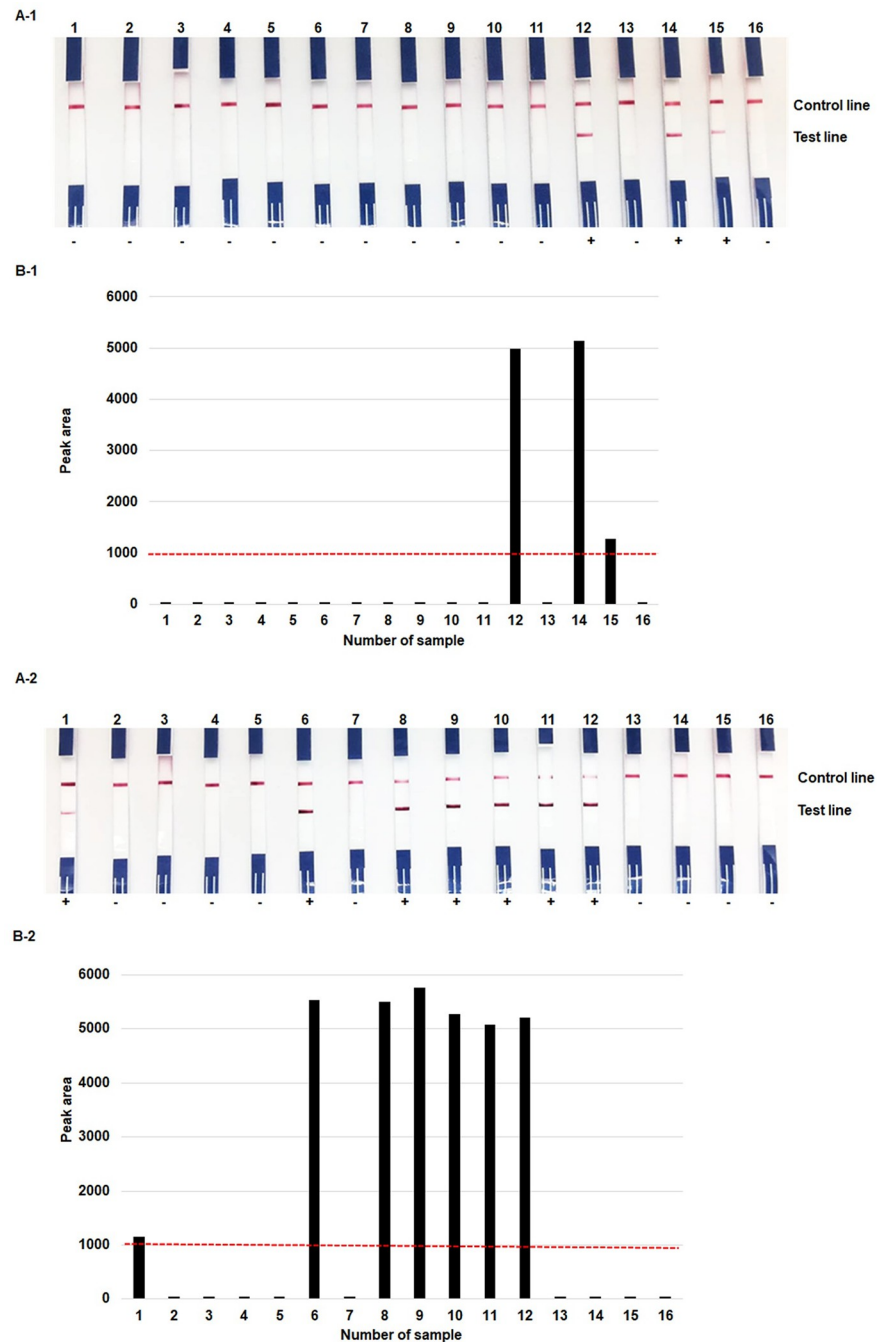 A-1
1 2 3 4 5 6 7 8 9 10 11 12 13 14 15 16
Control line
Test line
- - - - - - - - - - - + - + + -
B-1
6000
5000
4000
3000
2000
1000
0
Peak area
1 2 3 4 5 6 7 8 9 10 11 12 13 14 15 16
Number of sample
A-2
1 2 3 4 5 6 7 8 9 10 11 12 13 14 15 16
Control line
Test line
+ - - - - + - + + + + + - - - -
B-2
6000
5000
4000
3000
2000
1000
0
Peak area
1 2 3 4 5 6 7 8 9 10 11 12 13 14 15 16
Number of sample